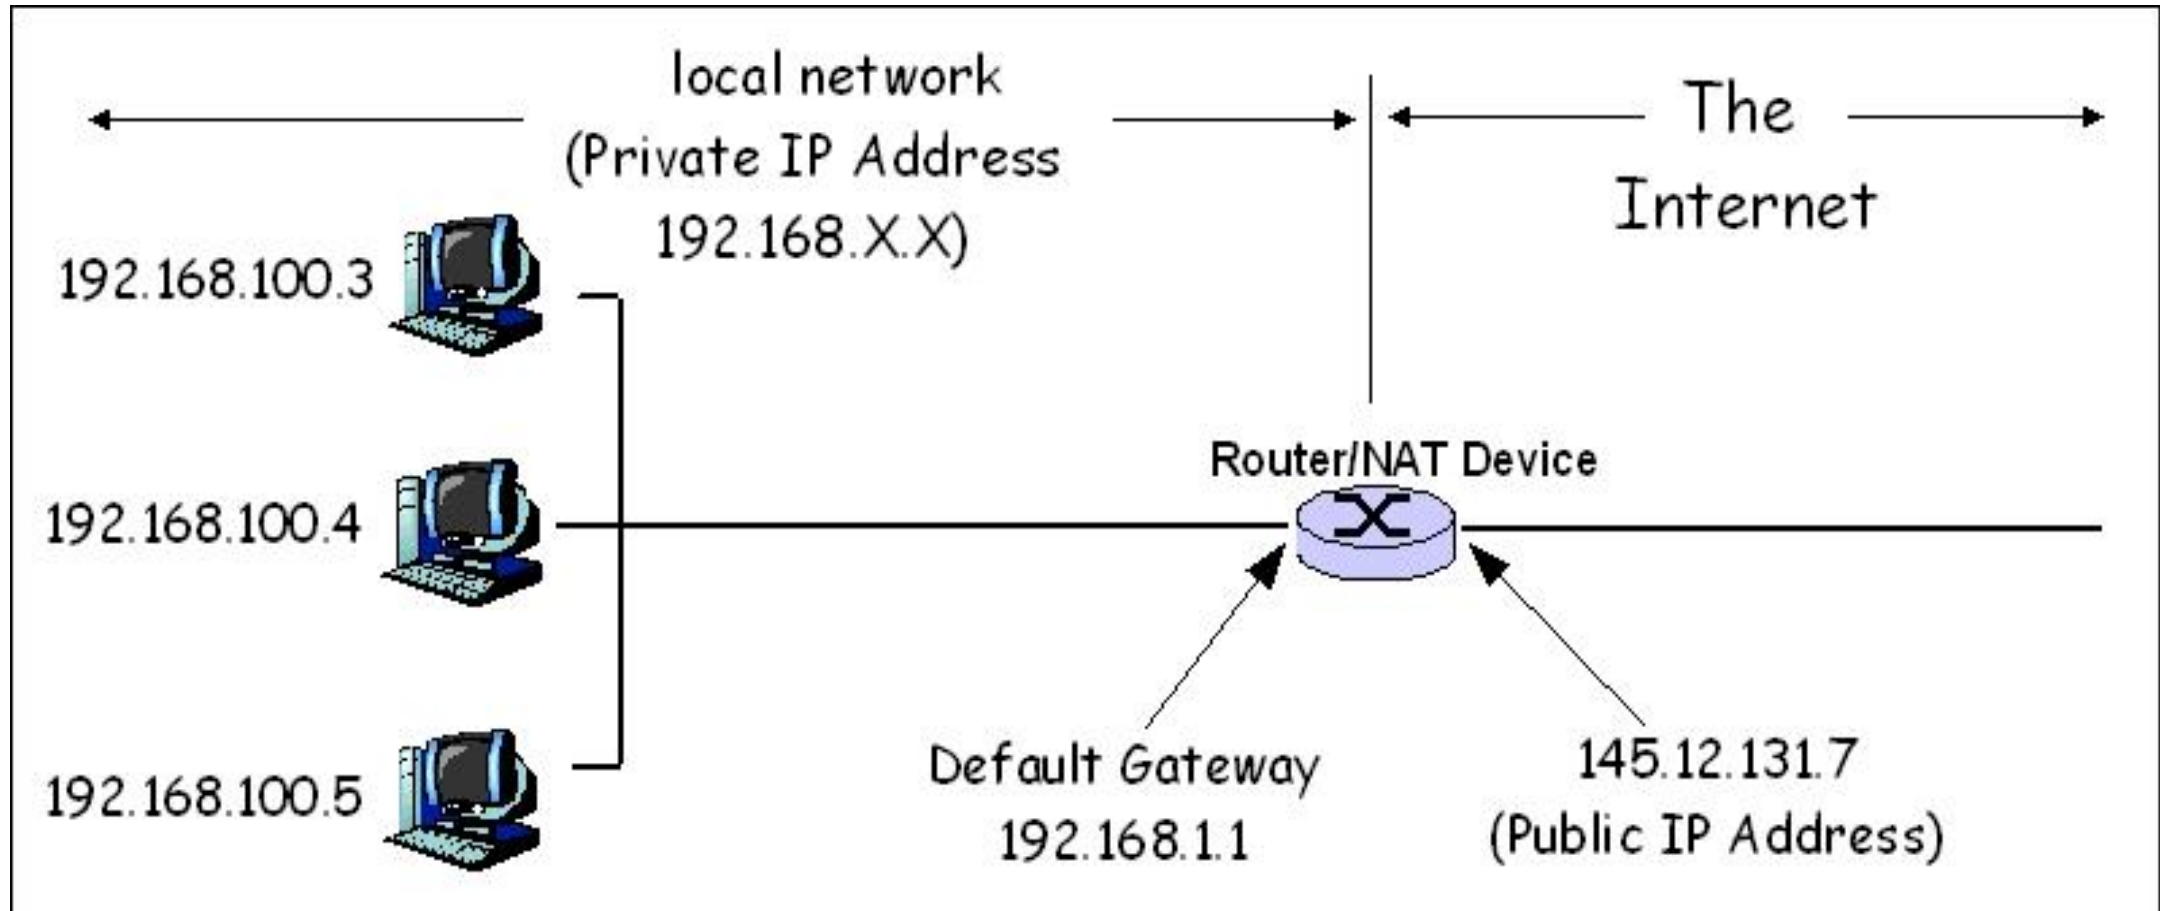 local network
(Private IP Address
192.168.X.X)
The
Internet
192.168.100.3
192.168.100.4
192.168.100.5
Router/NAT Device
Default Gateway
192.168.1.1
145.12.131.7
(Public IP Address)